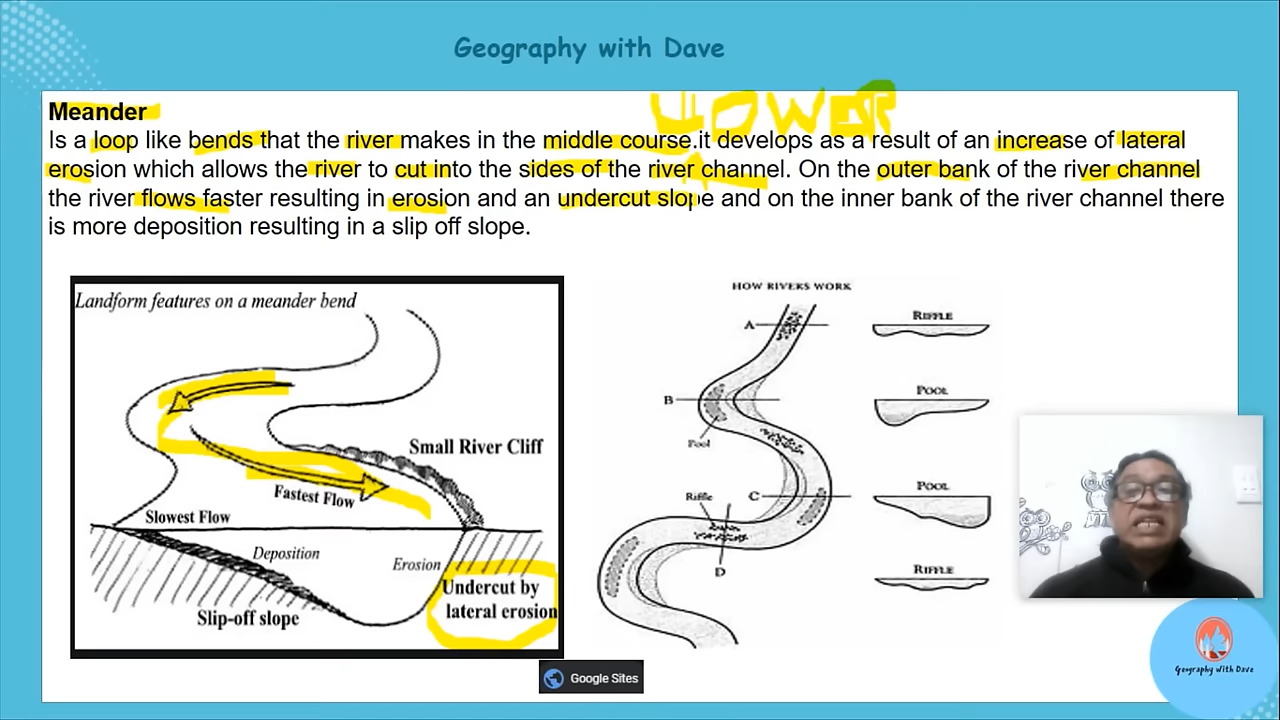 Geography with Dave
LOWER
Meander
Is a loop like bends that the river makes in the middle course.it develops as a result of an increase of lateral
erosion which allows the river to cut into the sides of the river channel. On the outer bank of the river channel
the river flows faster resulting in erosion and an undercut slope and on the inner bank of the river channel there
is more deposition resulting in a slip off slope.
Landform features on a meander bend
Small River Cliff
Fastest Flow
Slowest Flow
Deposition
Erosion
Undercut by
lateral erosion
Slip-off slope
HOW RIVERS WORK
A
RIFFLE
B
POOL
Pool
Riffle
C
POOL
D
RIFFLE
Google Sites
Geography with Dave